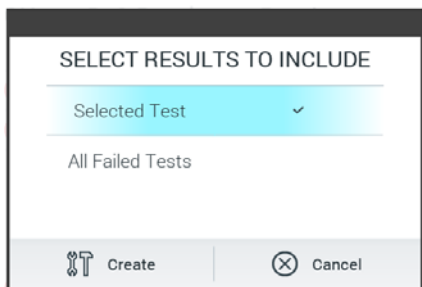 SELECT RESULTS TO INCLUDE
Selected Test
All Failed Tests
Create Cancel